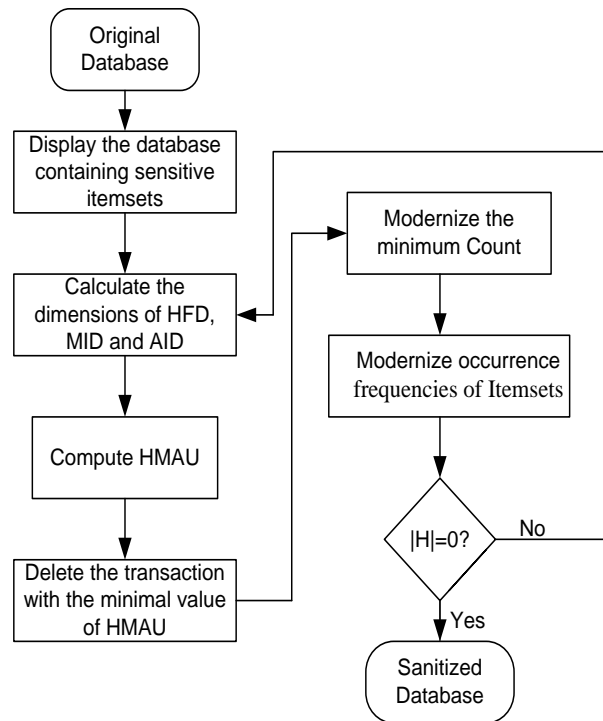 Original
Database
Display the database
containing sensitive
itemsets
Calculate the
dimensions of HFD,
MID and AID
Compute HMAU
Delete the transaction
with the minimal value
of HMAU
Modernize the
minimum Count
Modernize occurrence
frequencies of Itemsets
|H|=0?
No
Yes
Sanitized
Database